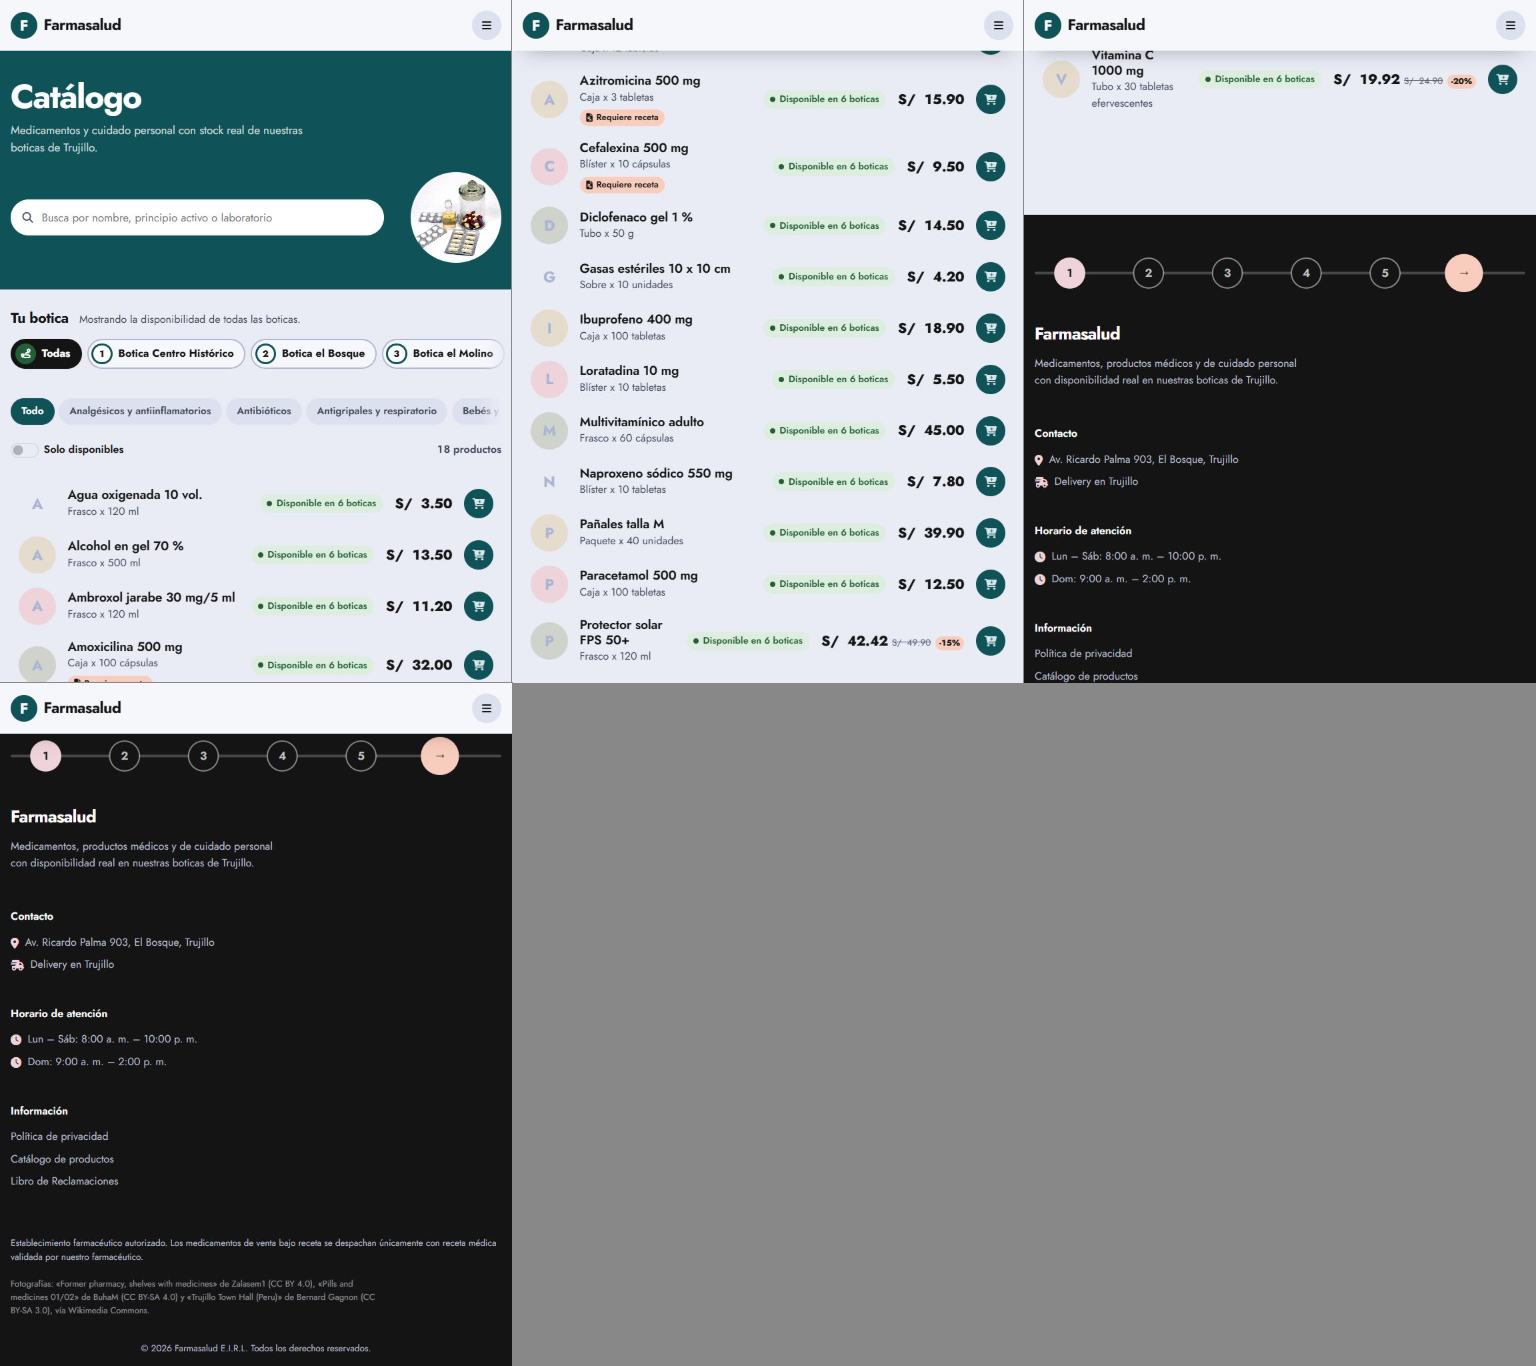 F Farmasalud
Catálogo
Medicamentos y cuidado personal con stock real de nuestras
boticas de Trujillo.
Busca por nombre, principio activo o laboratorio
Tu botica Mostrando la disponibilidad de todas las boticas.
Todas 1 Botica Centro Histórico 2 Botica el Bosque 3 Botica el Molino
Todo Analgésicos y antiinflamatorios Antibióticos Antigripales y respiratorio Bebés y
Solo disponibles 18 productos
A Agua oxigenada 10 vol. Disponible en 6 boticas S/ 3.50
Frasco x 120 ml
A Alcohol en gel 70 % Disponible en 6 boticas S/ 13.50
Frasco x 500 ml
A Ambroxol jarabe 30 mg/5 ml Disponible en 6 boticas S/ 11.20
Frasco x 120 ml
A Amoxicilina 500 mg Disponible en 6 boticas S/ 32.00
Caja x 100 cápsulas
F Farmasalud
A Azitromicina 500 mg Disponible en 6 boticas S/ 15.90
Caja x 3 tabletas
Requiere receta
C Cefalexina 500 mg Disponible en 6 boticas S/ 9.50
Blíster x 10 cápsulas
Requiere receta
D Diclofenaco gel 1 % Disponible en 6 boticas S/ 14.50
Tubo x 50 g
G Gasas estériles 10 x 10 cm Disponible en 6 boticas S/ 4.20
Sobre x 10 unidades
I Ibuprofeno 400 mg Disponible en 6 boticas S/ 18.90
Caja x 100 tabletas
L Loratadina 10 mg Disponible en 6 boticas S/ 5.50
Blíster x 10 tabletas
M Multivitamínico adulto Disponible en 6 boticas S/ 45.00
Frasco x 60 cápsulas
N Naproxeno sódico 550 mg Disponible en 6 boticas S/ 7.80
Blíster x 10 tabletas
P Pañales talla M Disponible en 6 boticas S/ 39.90
Paquete x 40 unidades
P Paracetamol 500 mg Disponible en 6 boticas S/ 12.50
Caja x 100 tabletas
Protector solar
P FPS 50+ Disponible en 6 boticas S/ 42.42 S/ 49.90 -15%
Frasco x 120 ml
F Farmasalud
Vitamina C
V 1000 mg Disponible en 6 boticas S/ 19.92 S/ 24.90 -20%
Tubo x 30 tabletas
efervescentes
1 2 3 4 5 →
Farmasalud
Medicamentos, productos médicos y de cuidado personal
con disponibilidad real en nuestras boticas de Trujillo.
Contacto
Av. Ricardo Palma 903, El Bosque, Trujillo
Delivery en Trujillo
Horario de atención
Lun – Sáb: 8:00 a. m. – 10:00 p. m.
Dom: 9:00 a. m. – 2:00 p. m.
Información
Política de privacidad
Catálogo de productos
F Farmasalud
1 2 3 4 5 →
Farmasalud
Medicamentos, productos médicos y de cuidado personal
con disponibilidad real en nuestras boticas de Trujillo.
Contacto
Av. Ricardo Palma 903, El Bosque, Trujillo
Delivery en Trujillo
Horario de atención
Lun – Sáb: 8:00 a. m. – 10:00 p. m.
Dom: 9:00 a. m. – 2:00 p. m.
Información
Política de privacidad
Catálogo de productos
Libro de Reclamaciones
Establecimiento farmacéutico autorizado. Los medicamentos de venta bajo receta se despachan únicamente con receta médica
validada por nuestro farmacéutico.
Fotografías: «Former pharmacy, shelves with medicines» de Zalasem1 (CC BY 4.0), «Pills and
medicines 01/02» de BuhaM (CC BY-SA 4.0) y «Trujillo Town Hall (Peru)» de Bernard Gagnon (CC
BY-SA 3.0), vía Wikimedia Commons.
© 2026 Farmasalud E.I.R.L. Todos los derechos reservados.